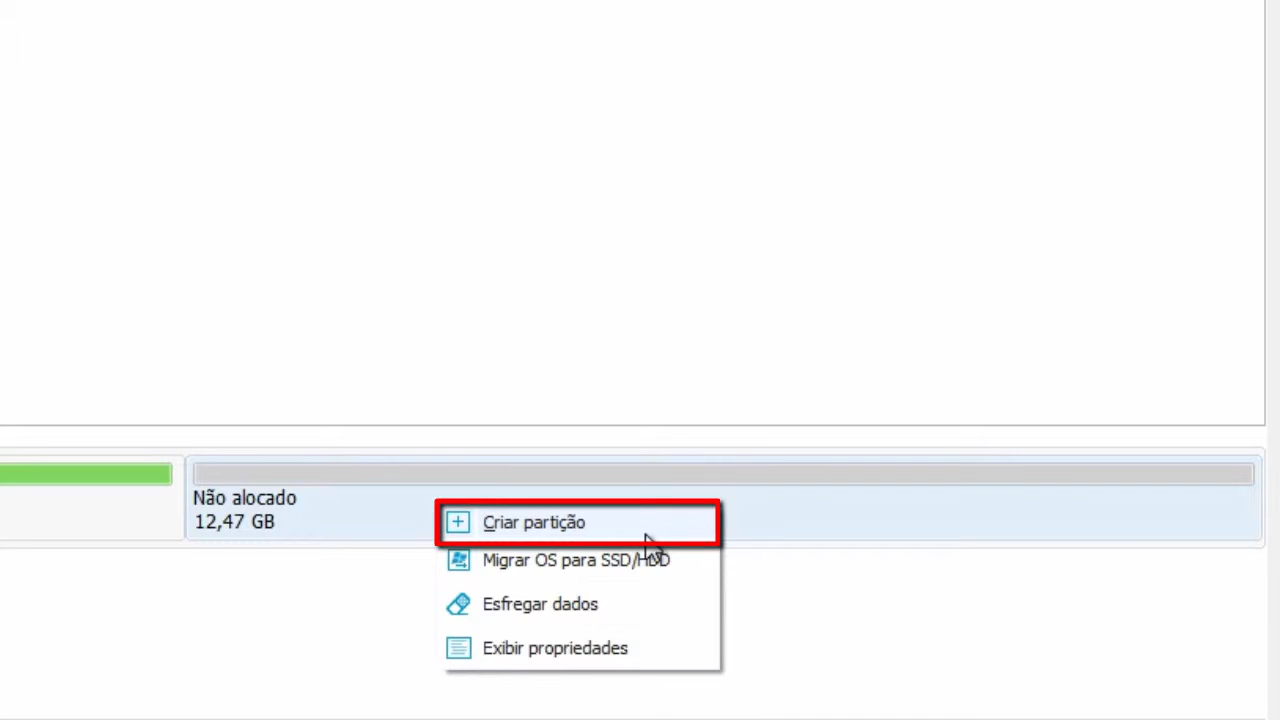 Não alocado
12,47 GB
Criar partição
Migrar OS para SSD/HDD
Esfregar dados
Exibir propriedades